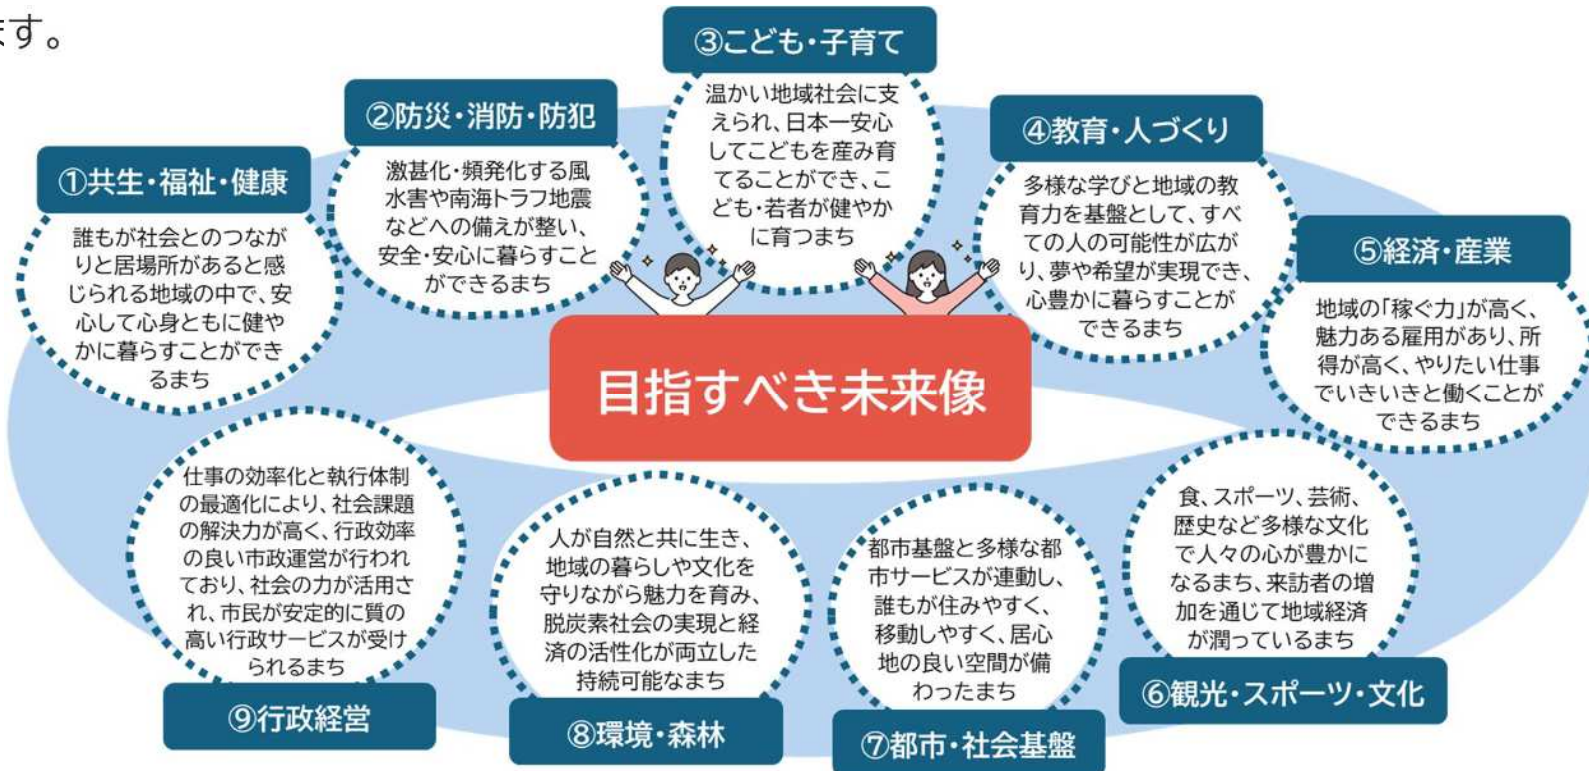 ます。
③こども・子育て
温かい地域社会に支
えられ、日本一安心
してこどもを産み育
てることができ、こ
ども・若者が健やか
に育つまち
②防災・消防・防犯
激甚化・頻発化する風
水害や南海トラフ地震
などへの備えが整い、
安全・安心に暮らすこと
ができるまち
④教育・人づくり
多様な学びと地域の教
育力を基盤として、すべ
ての人の可能性が広が
り、夢や希望が実現でき、
心豊かに暮らすことが
できるまち
①共生・福祉・健康
誰もが社会とのつなが
りと居場所があると感
じられる地域の中で、安
心して心身ともに健や
かに暮らすことができ
るまち
⑤経済・産業
地域の「稼ぐ力」が高く、
魅力ある雇用があり、所
得が高く、やりたい仕事
でいきいきと働くことが
できるまち
目指すべき未来像
仕事の効率化と執行体制
の最適化により、社会課題
の解決力が高く、行政効率
の良い市政運営が行われ
ており、社会の力が活用さ
れ、市民が安定的に質の
高い行政サービスが受け
られるまち
⑨行政経営
人が自然と共に生き、
地域の暮らしや文化を
守りながら魅力を育み、
脱炭素社会の実現と経
済の活性化が両立した
持続可能なまち
⑧環境・森林
都市基盤と多様な都
市サービスが連動し、
誰もが住みやすく、
移動しやすく、居心
地の良い空間が備
わったまち
⑦都市・社会基盤
食、スポーツ、芸術、
歴史など多様な文化
で人々の心が豊かに
なるまち、来訪者の増
加を通じて地域経済
が潤っているまち
⑥観光・スポーツ・文化